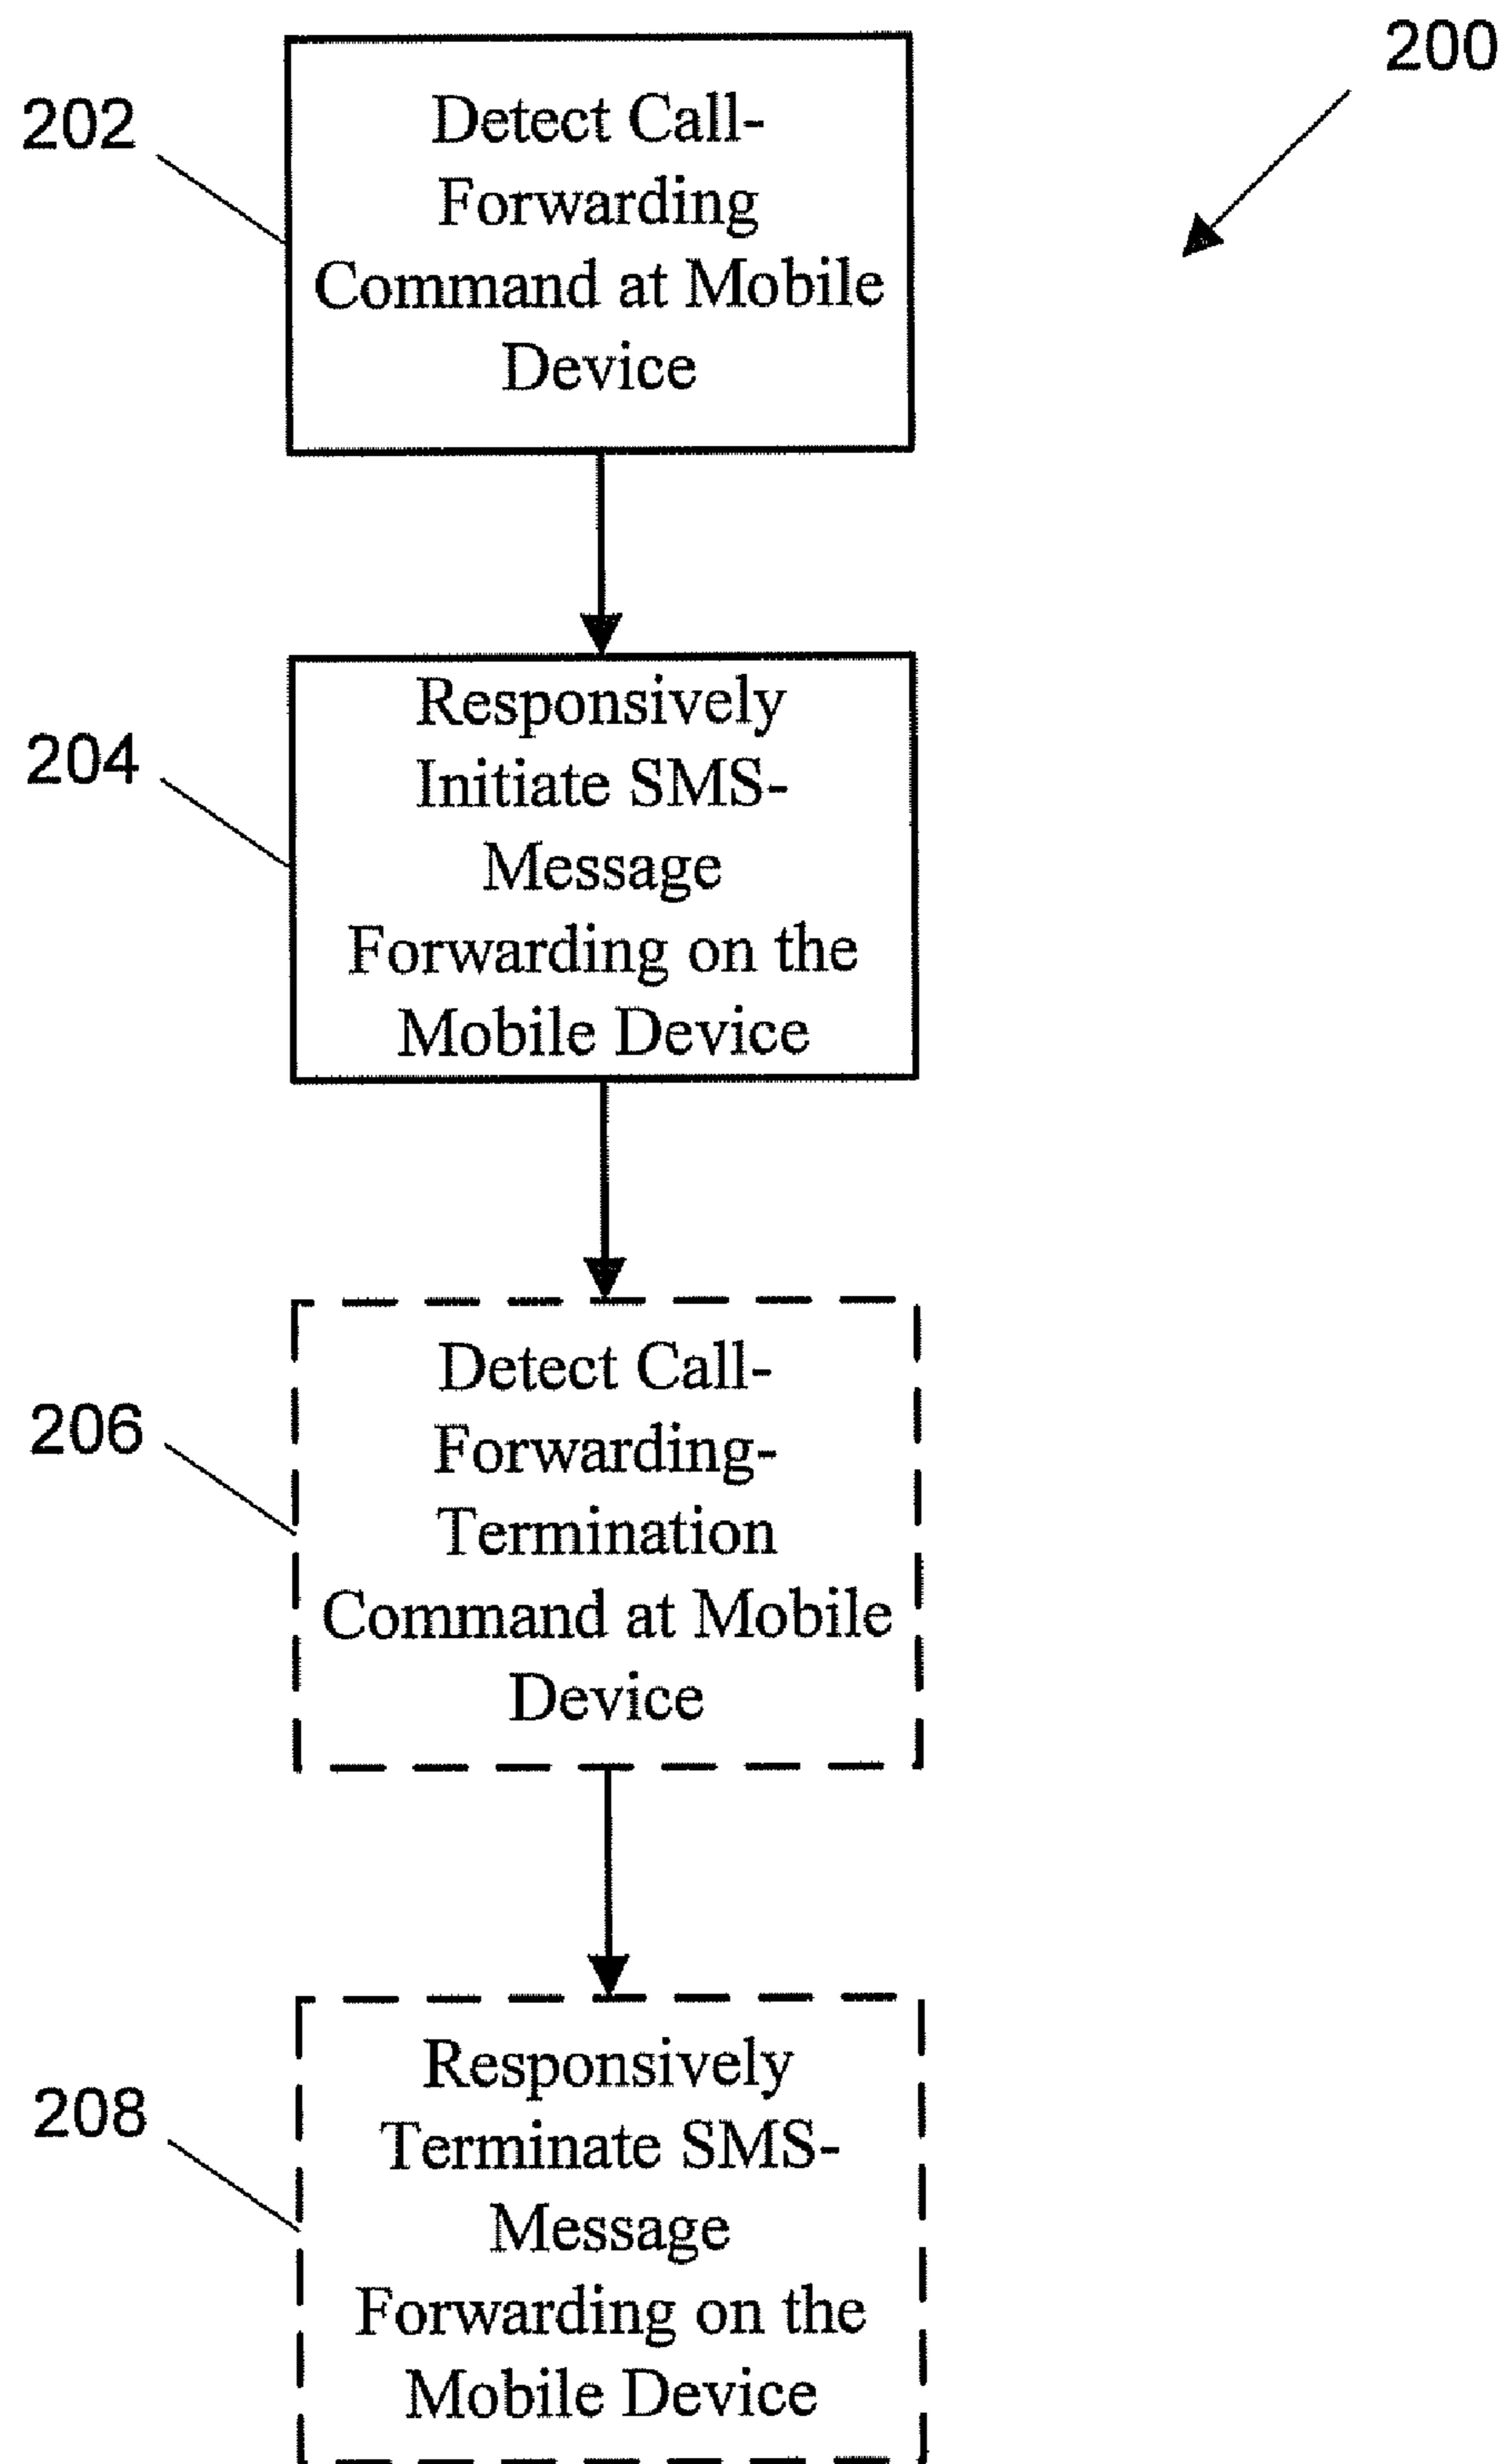 200
202
Detect Call-
Forwarding
Command at Mobile
Device
204
Responsively
Initiate SMS-
Message
Forwarding on the
Mobile Device
206
Detect Call-
Forwarding-
Termination
Command at Mobile
Device
208
Responsively
Terminate SMS-
Message
Forwarding on the
Mobile Device